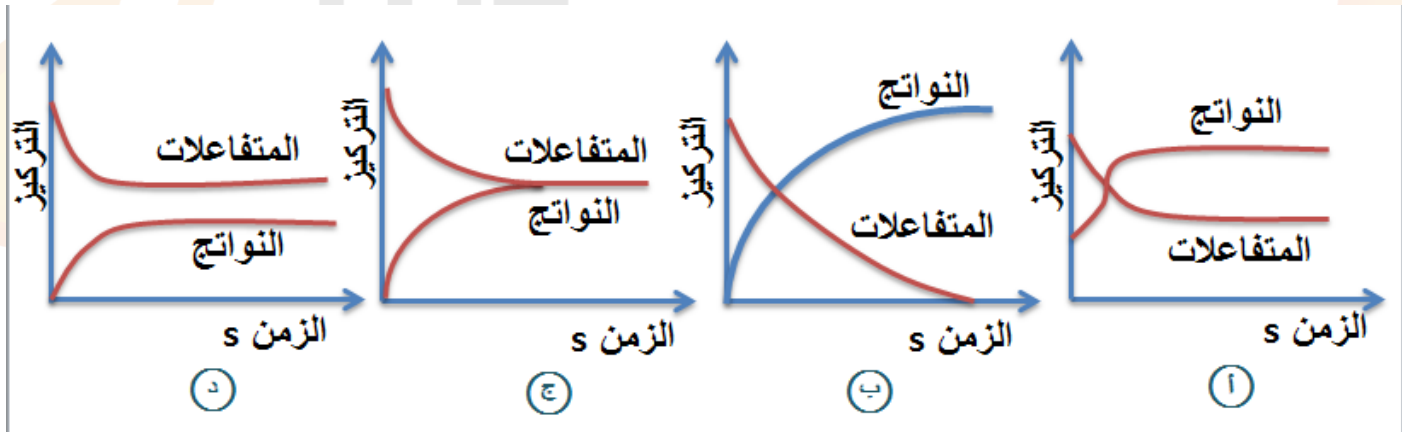 التركيز
النواتج
المتفاعلات
الزمن s
أ
التركيز
النواتج
المتفاعلات
الزمن s
ب
التركيز
المتفاعلات
النواتج
الزمن s
ج
التركيز
المتفاعلات
النواتج
الزمن s
د